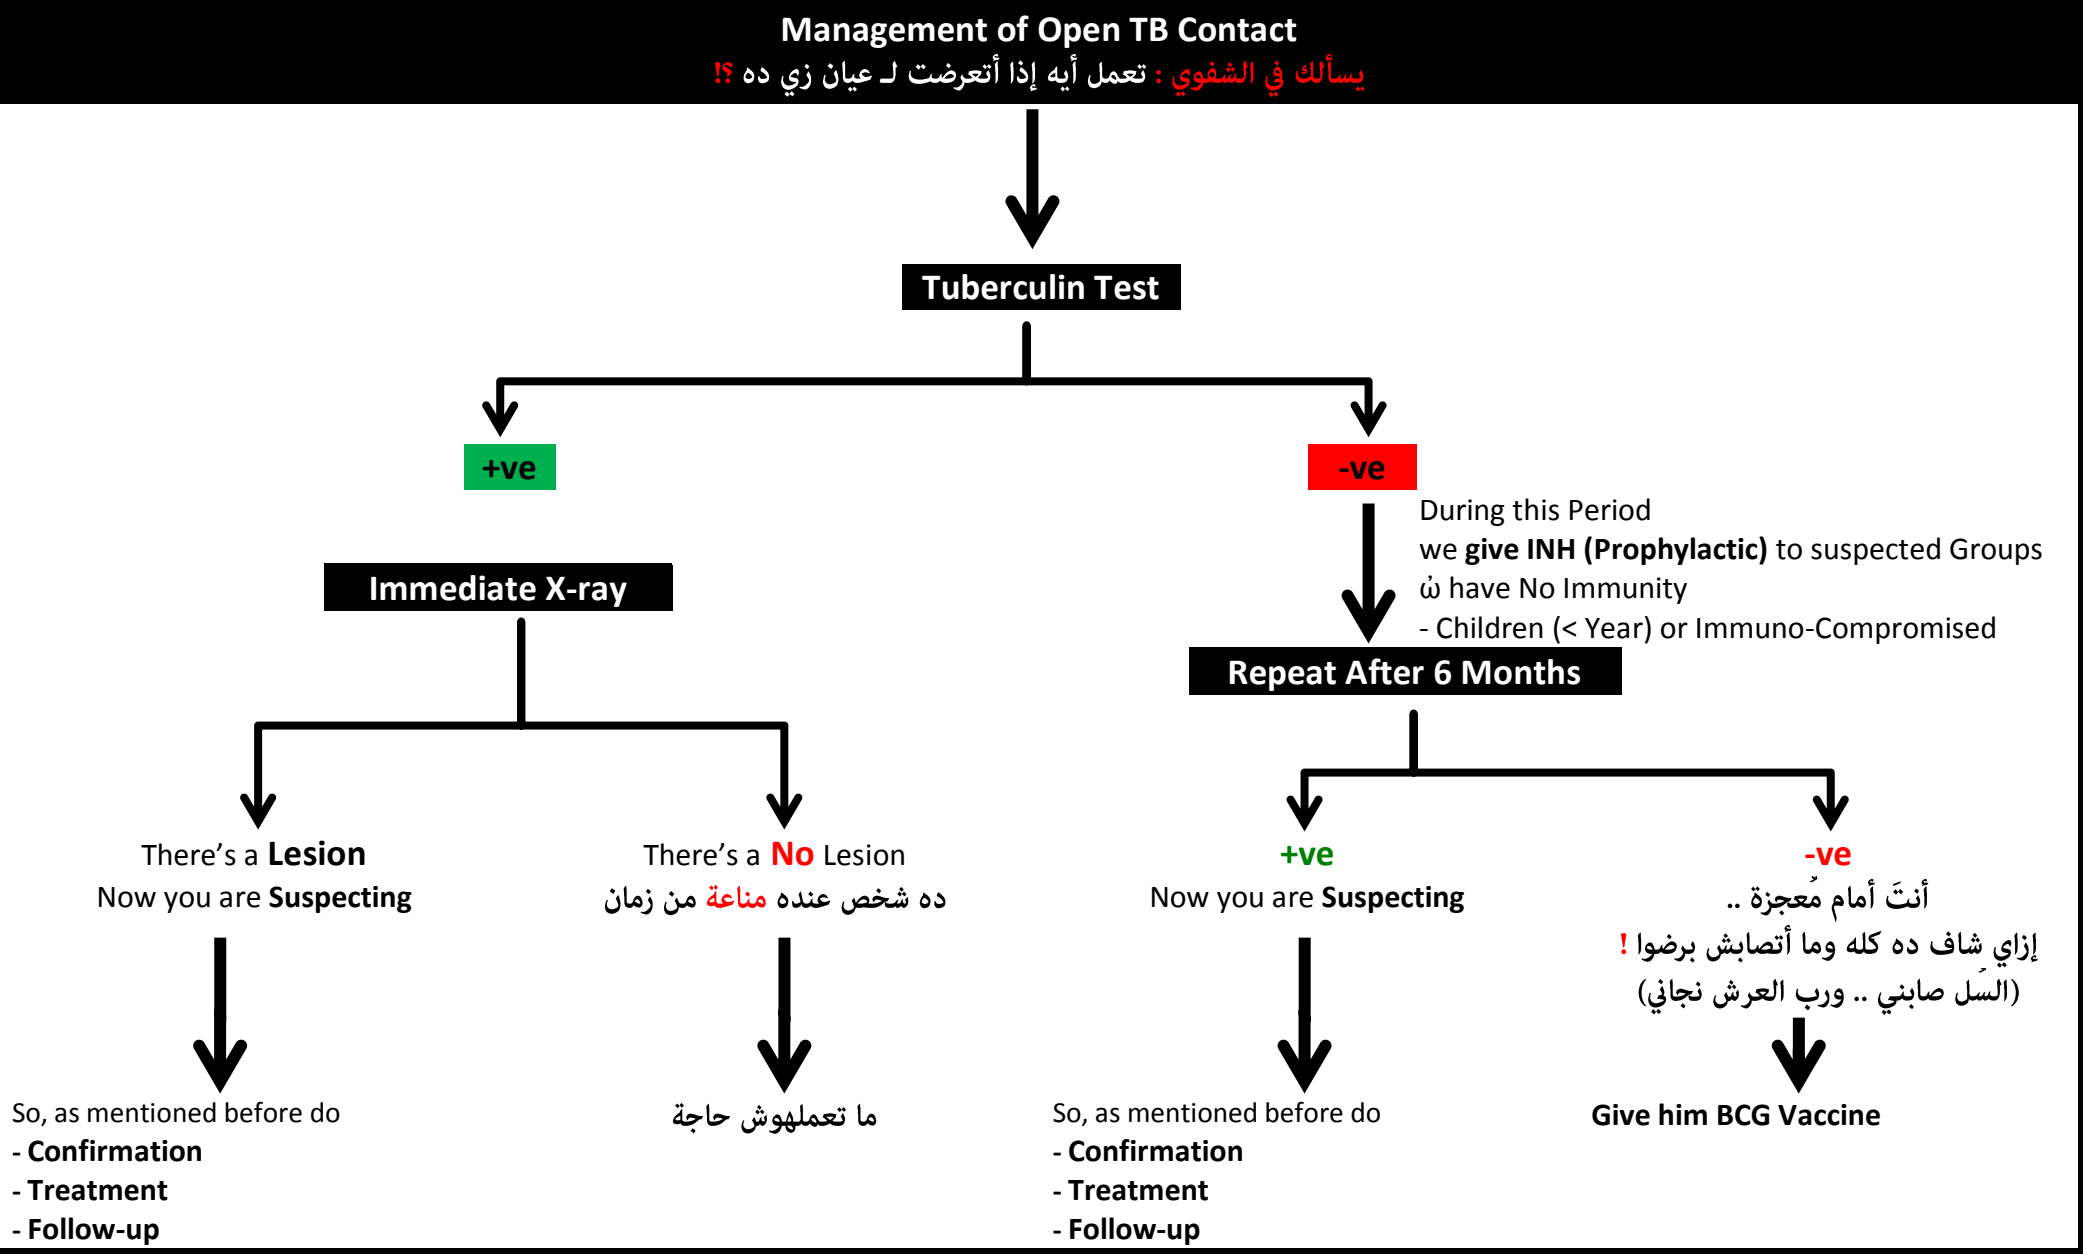 Management of Open TB Contact
يسألك في الشفوي : تعمل أيه إذا أتعرضت لـ عيان زي ده ؟!
Tuberculin Test
+ve
-ve
During this Period
we give INH (Prophylactic) to suspected Groups
ὠ have No Immunity
- Children (< Year) or Immuno-Compromised
Immediate X-ray
Repeat After 6 Months
There's a Lesion
Now you are Suspecting
There's a No Lesion
ده شخص عنده مناعة من زمان
+ve
Now you are Suspecting
-ve
أنتَ أمام مُعجزة ..
إزاي شاف ده كله وما أتصابش برضوا !
(السُل صابني .. ورب العرش نجاني)
So, as mentioned before do
- Confirmation
- Treatment
- Follow-up
ما تعملهوش حاجة
So, as mentioned before do
- Confirmation
- Treatment
- Follow-up
Give him BCG Vaccine